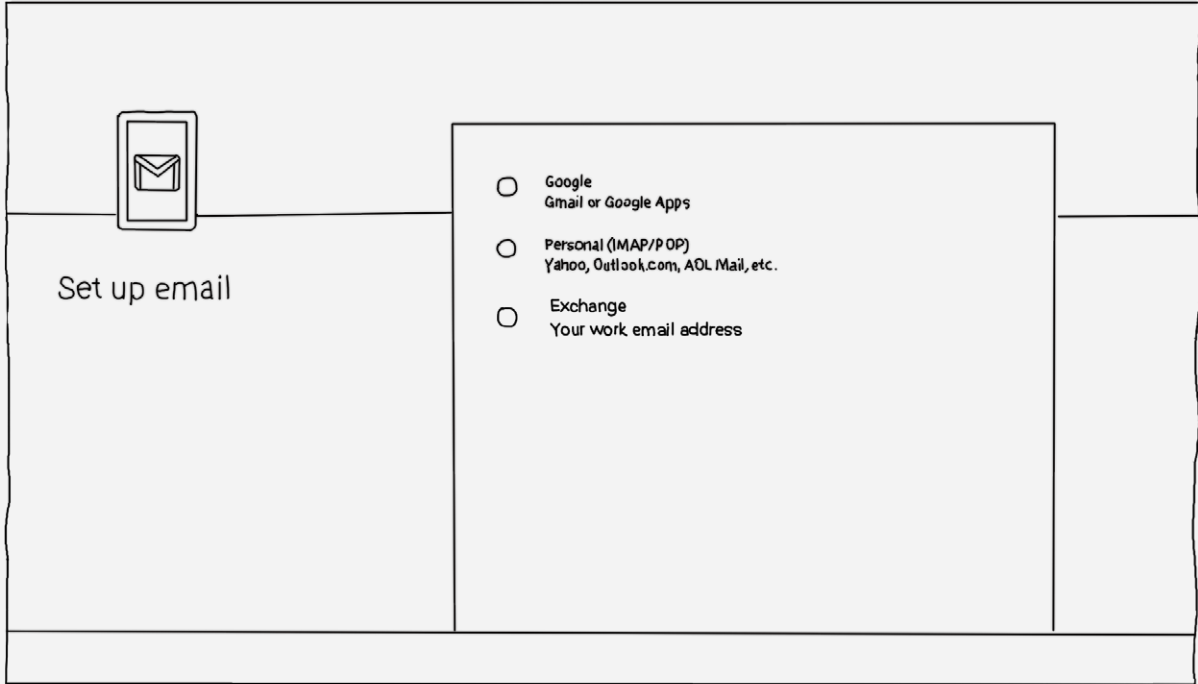 Set up email
Google
Gmail or Google Apps
Personal (IMAP/POP)
Yahoo, Outlook.com, AOL Mail, etc.
Exchange
Your work email address